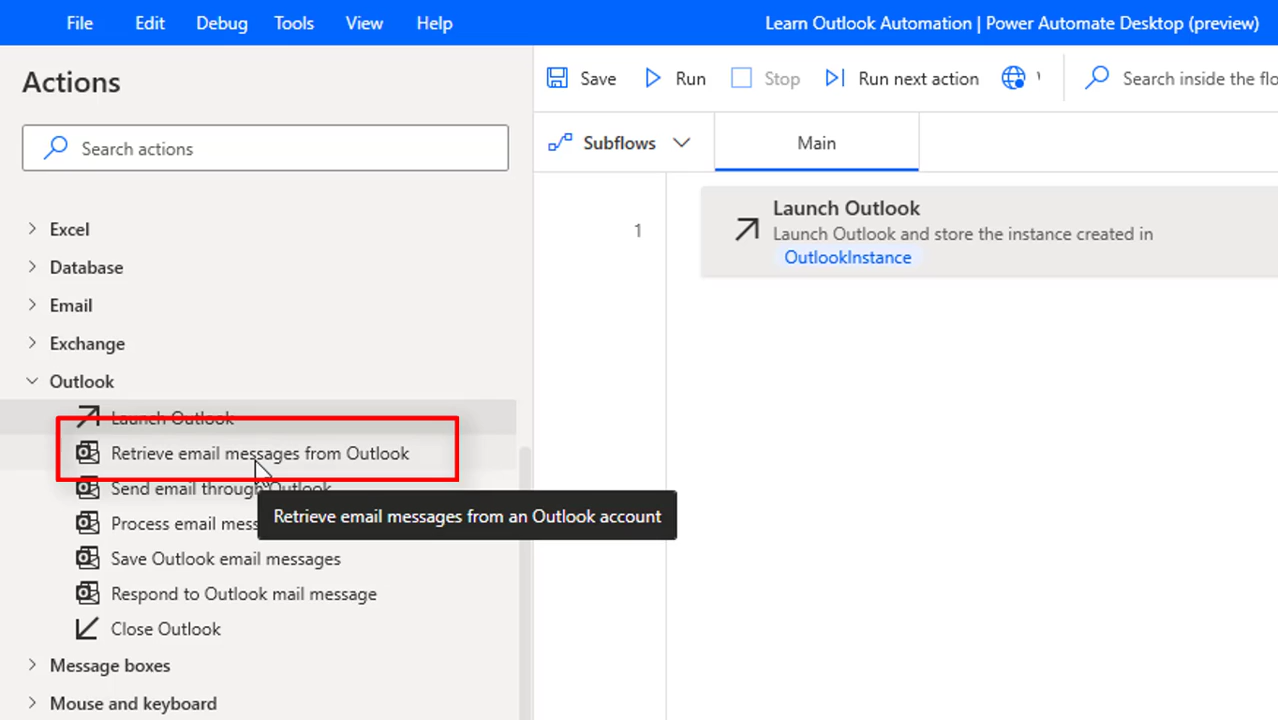 File Edit Debug Tools View Help
Learn Outlook Automation | Power Automate Desktop (preview)
Actions
Search actions
Excel
Database
Email
Exchange
Outlook
Launch Outlook
Retrieve email messages from Outlook
Send email through Outlook
Process email mess
Retrieve email messages from an Outlook account
Save Outlook email messages
Respond to Outlook mail message
Close Outlook
Message boxes
Mouse and keyboard
Save Run Stop Run next action
Search inside the flo
Subflows Main
1
Launch Outlook
Launch Outlook and store the instance created in
OutlookInstance